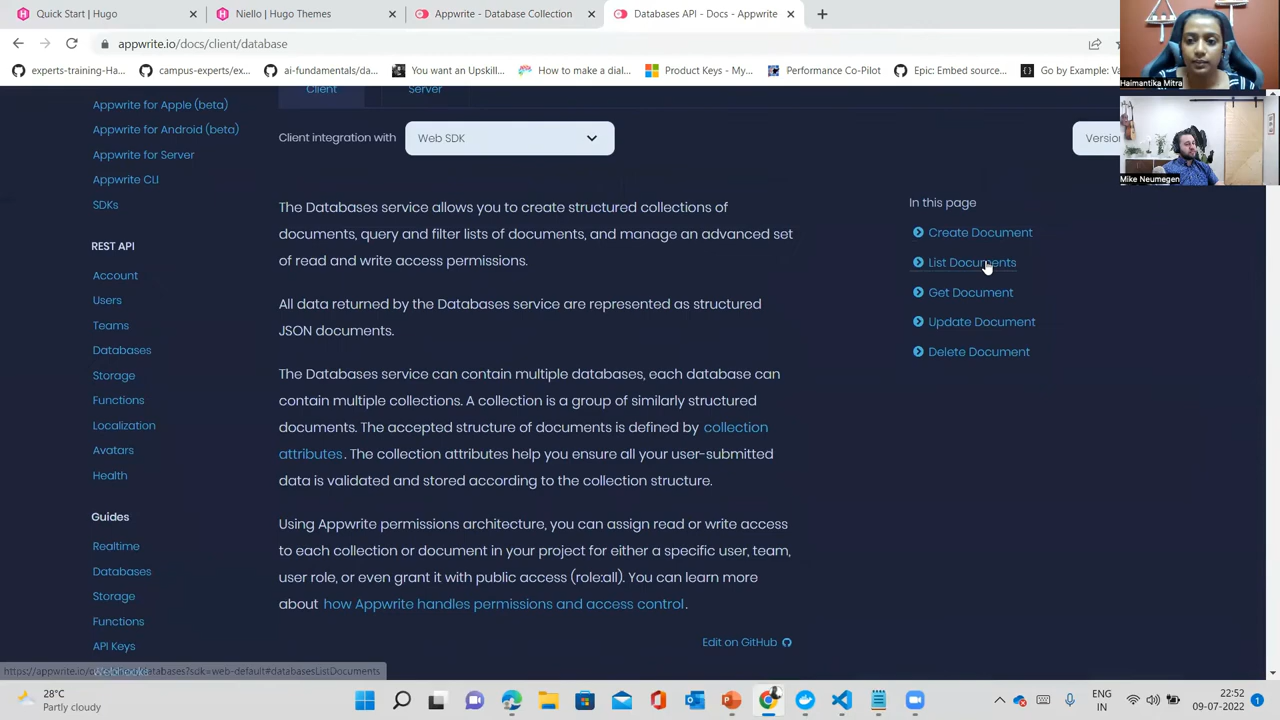 Quick Start | Hugo
Niello | Hugo Themes
Appwrite - Database Collection
Databases API - Docs - Appwrite
appwrite.io/docs/client/database
experts-training-Ha...
campus-experts/ex...
ai-fundamentals/da...
You want an Upskill...
How to make a dial...
Product Keys - My...
Performance Co-Pilot
Epic: Embed source...
Go by Example: Va
Haimantika Mitra
Mike Neumegen
Appwrite for Apple (beta)
Appwrite for Android (beta)
Appwrite for Server
Appwrite CLI
SDKs
REST API
Account
Users
Teams
Databases
Storage
Functions
Localization
Avatars
Health
Guides
Realtime
Databases
Storage
Functions
API Keys
Client
Server
Client integration with
Web SDK
Versio
The Databases service allows you to create structured collections of
documents, query and filter lists of documents, and manage an advanced set
of read and write access permissions.
All data returned by the Databases service are represented as structured
JSON documents.
The Databases service can contain multiple databases, each database can
contain multiple collections. A collection is a group of similarly structured
documents. The accepted structure of documents is defined by collection
attributes. The collection attributes help you ensure all your user-submitted
data is validated and stored according to the collection structure.
Using Appwrite permissions architecture, you can assign read or write access
to each collection or document in your project for either a specific user, team,
user role, or even grant it with public access (role:all). You can learn more
about how Appwrite handles permissions and access control.
Edit on GitHub
In this page
Create Document
List Documents
Get Document
Update Document
Delete Document
28°C
Partly cloudy
ENG
IN
22:52
09-07-2022
1